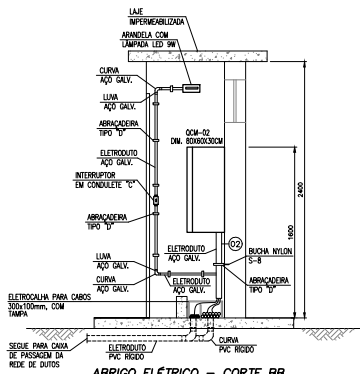 LAJE
IMPERMEABILIZADA
ARANDELA COM
LÂMPADA LED 9W
CURVA
AÇO GALV.
LUVA
AÇO GALV.
ABRAÇADEIRA
TIPO "D"
ELETRODUTO
AÇO GALV.
INTERRUPTOR
EM CONDULETE "C"
ABRAÇADEIRA
TIPO "D"
LUVA
AÇO GALV.
CURVA
AÇO GALV.
ELETROCALHA PARA CABOS
300x100mm, COM
TAMPA
SEGUE PARA CAIXA
DE PASSAGEM DA
REDE DE DUTOS
QCM-02
DIM. 80X60X30CM
ELETRODUTO
AÇO GALV.
02
BUCHA NYLON
S-8
ABRAÇADEIRA
TIPO "D"
ELETRODUTO
AÇO GALV.
1600
2400
ELETRODUTO
PVC RÍGIDO
CURVA
PVC RÍGIDO
ABRIGO ELÉTRICO - CORTE BB